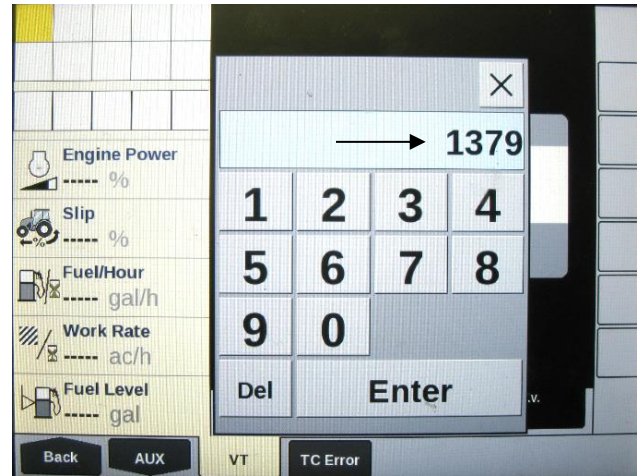 ×
1379
Engine Power
----- %
1 2 3 4
Slip
----- %
5 6 7 8
Fuel/Hour
----- gal/h
9 0
Work Rate
----- ac/h
Del Enter
Fuel Level
----- gal
.v.
Back AUX VT TC Error